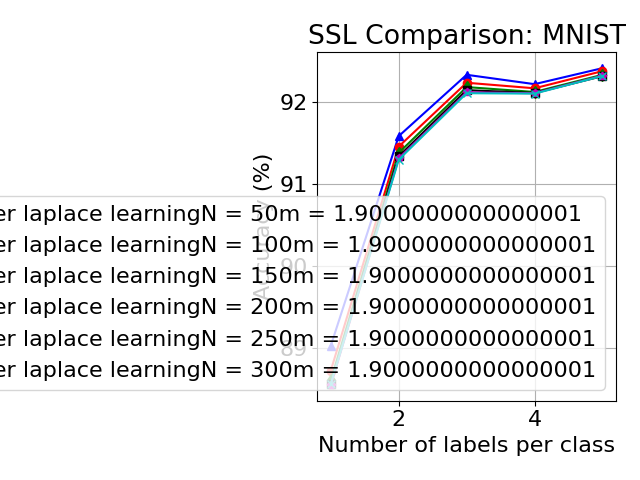 SSL Comparison: MNIST
92
91
90
89
Accuracy (%)
er laplace learningN = 50m = 1.9000000000000001
er laplace learningN = 100m = 1.9000000000000001
er laplace learningN = 150m = 1.9000000000000001
er laplace learningN = 200m = 1.9000000000000001
er laplace learningN = 250m = 1.9000000000000001
er laplace learningN = 300m = 1.9000000000000001
2 4
Number of labels per class